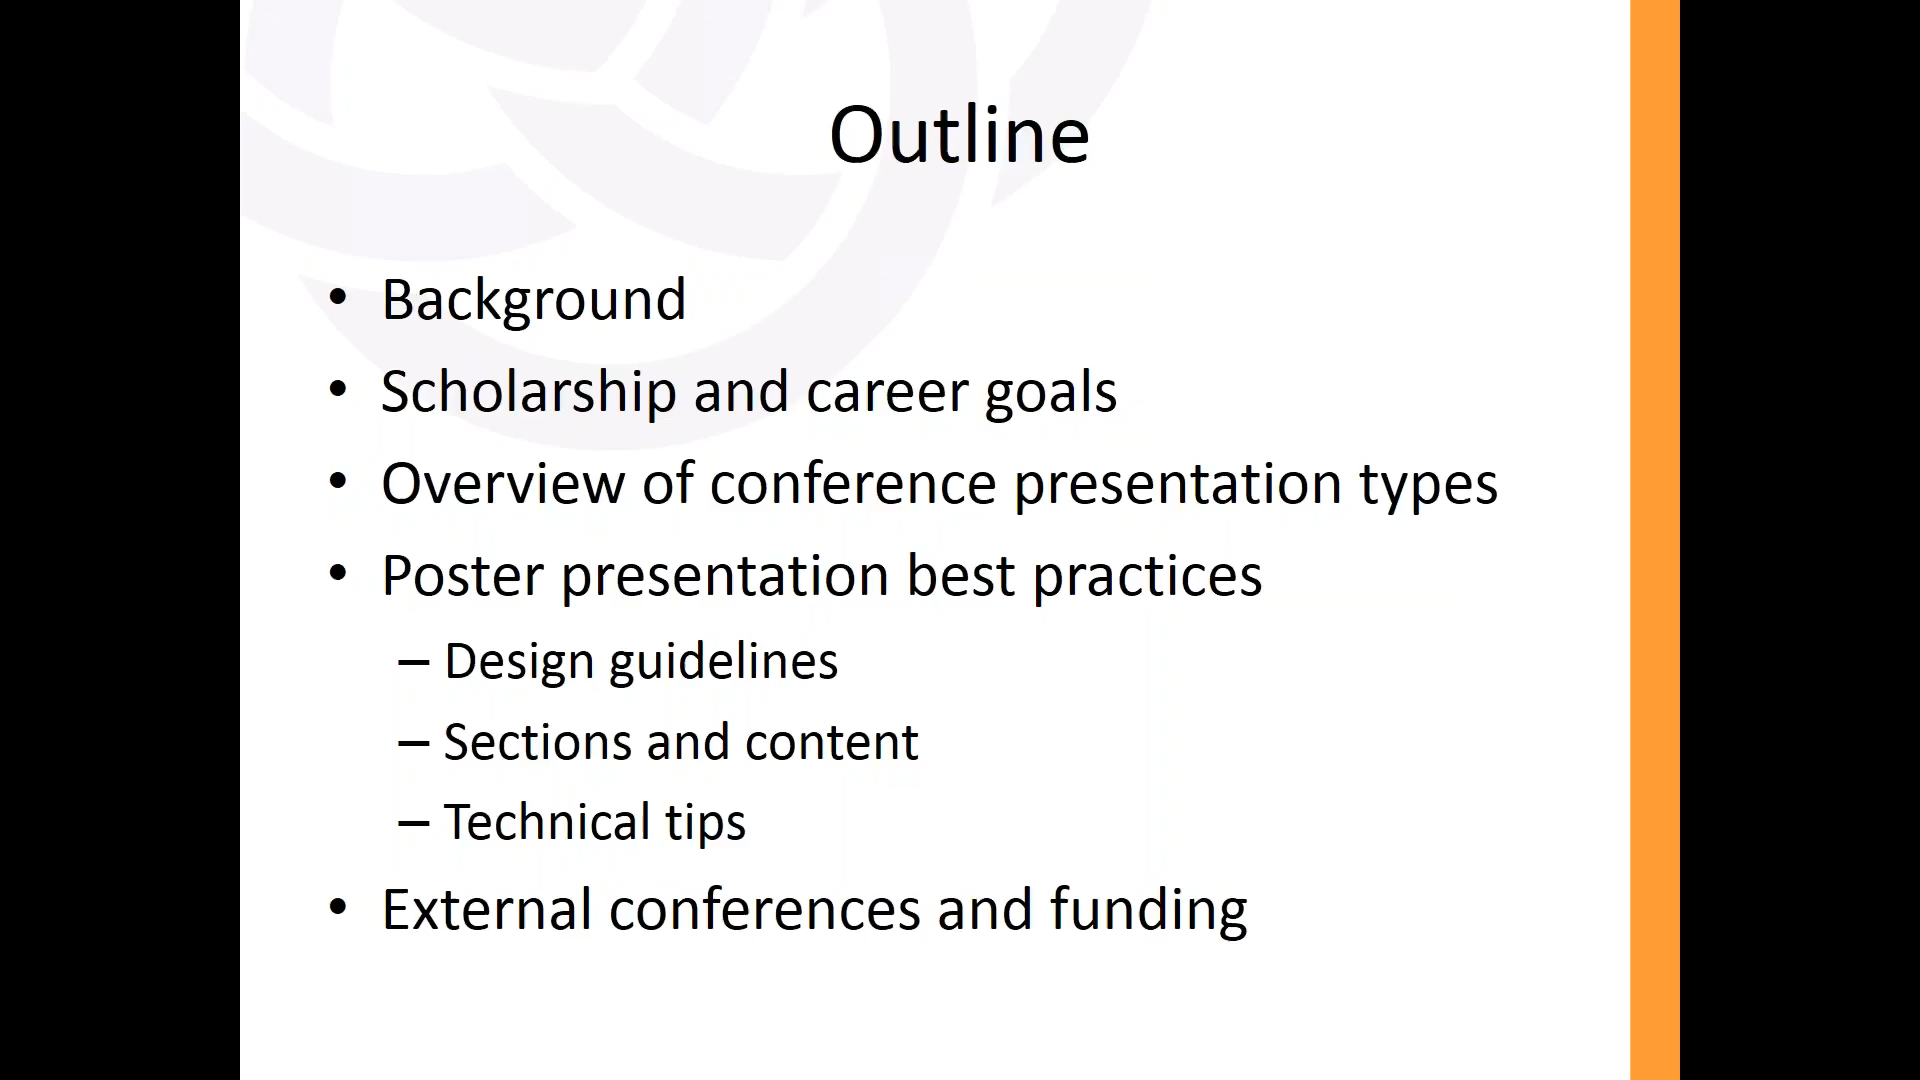 Outline
• Background
• Scholarship and career goals
• Overview of conference presentation types
• Poster presentation best practices
– Design guidelines
– Sections and content
– Technical tips
• External conferences and funding